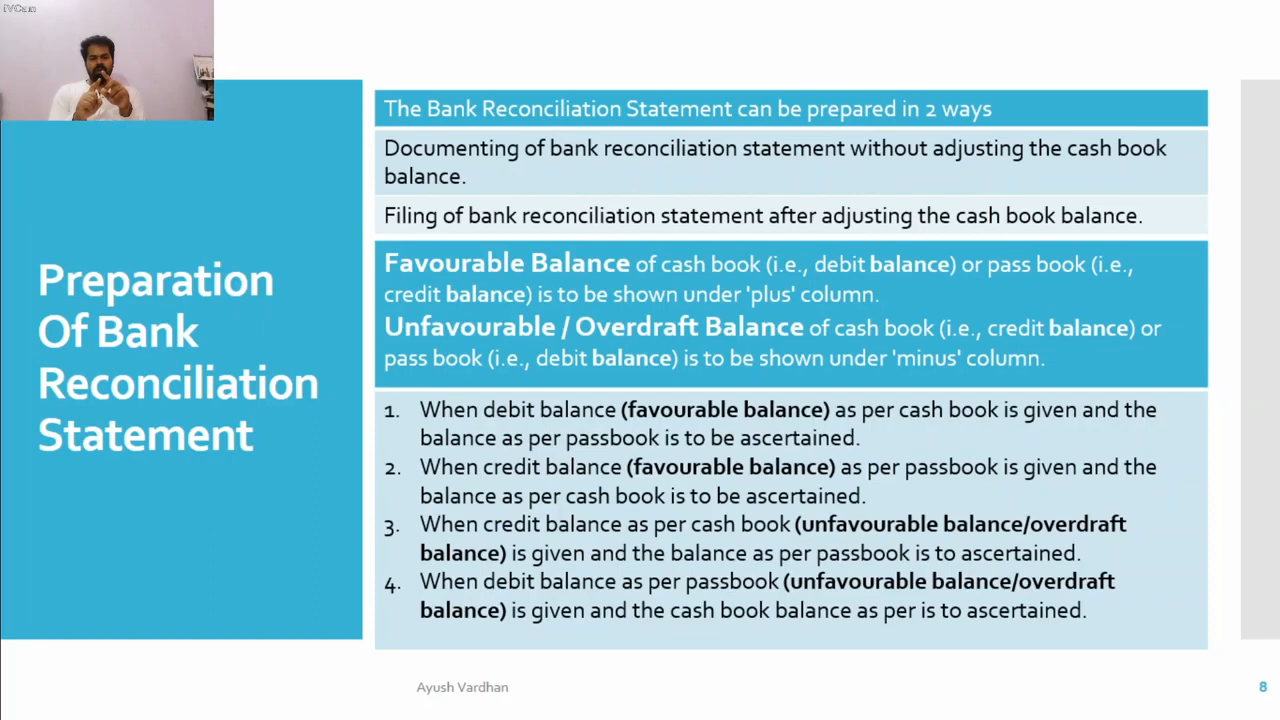 iVCam
The Bank Reconciliation Statement can be prepared in 2 ways
Documenting of bank reconciliation statement without adjusting the cash book
balance.
Filing of bank reconciliation statement after adjusting the cash book balance.
Preparation
Of Bank
Reconciliation
Statement
Favourable Balance of cash book (i.e., debit balance) or pass book (i.e.,
credit balance) is to be shown under 'plus' column.
Unfavourable / Overdraft Balance of cash book (i.e., credit balance) or
pass book (i.e., debit balance) is to be shown under 'minus' column.
1. When debit balance (favourable balance) as per cash book is given and the
balance as per passbook is to be ascertained.
2. When credit balance (favourable balance) as per passbook is given and the
balance as per cash book is to be ascertained.
3. When credit balance as per cash book (unfavourable balance/overdraft
balance) is given and the balance as per passbook is to ascertained.
4. When debit balance as per passbook (unfavourable balance/overdraft
balance) is given and the cash book balance as per is to ascertained.
Ayush Vardhan
8